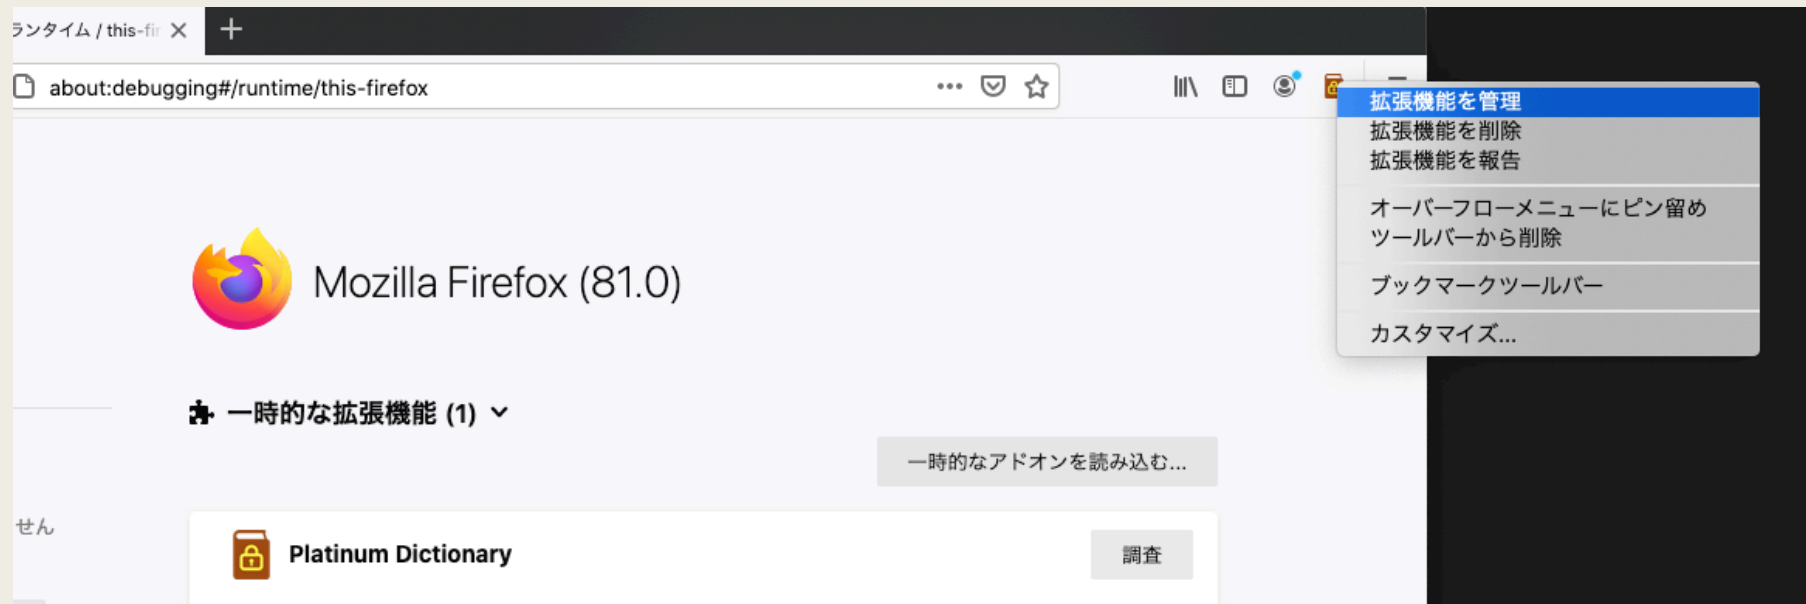 ランタイム / this-fir
about:debugging#/runtime/this-firefox
拡張機能を管理
拡張機能を削除
拡張機能を報告
オーバーフローメニューにピン留め
ツールバーから削除
ブックマークツールバー
カスタマイズ...
Mozilla Firefox (81.0)
一時的な拡張機能 (1)
一時的なアドオンを読み込む...
せん
Platinum Dictionary
調査